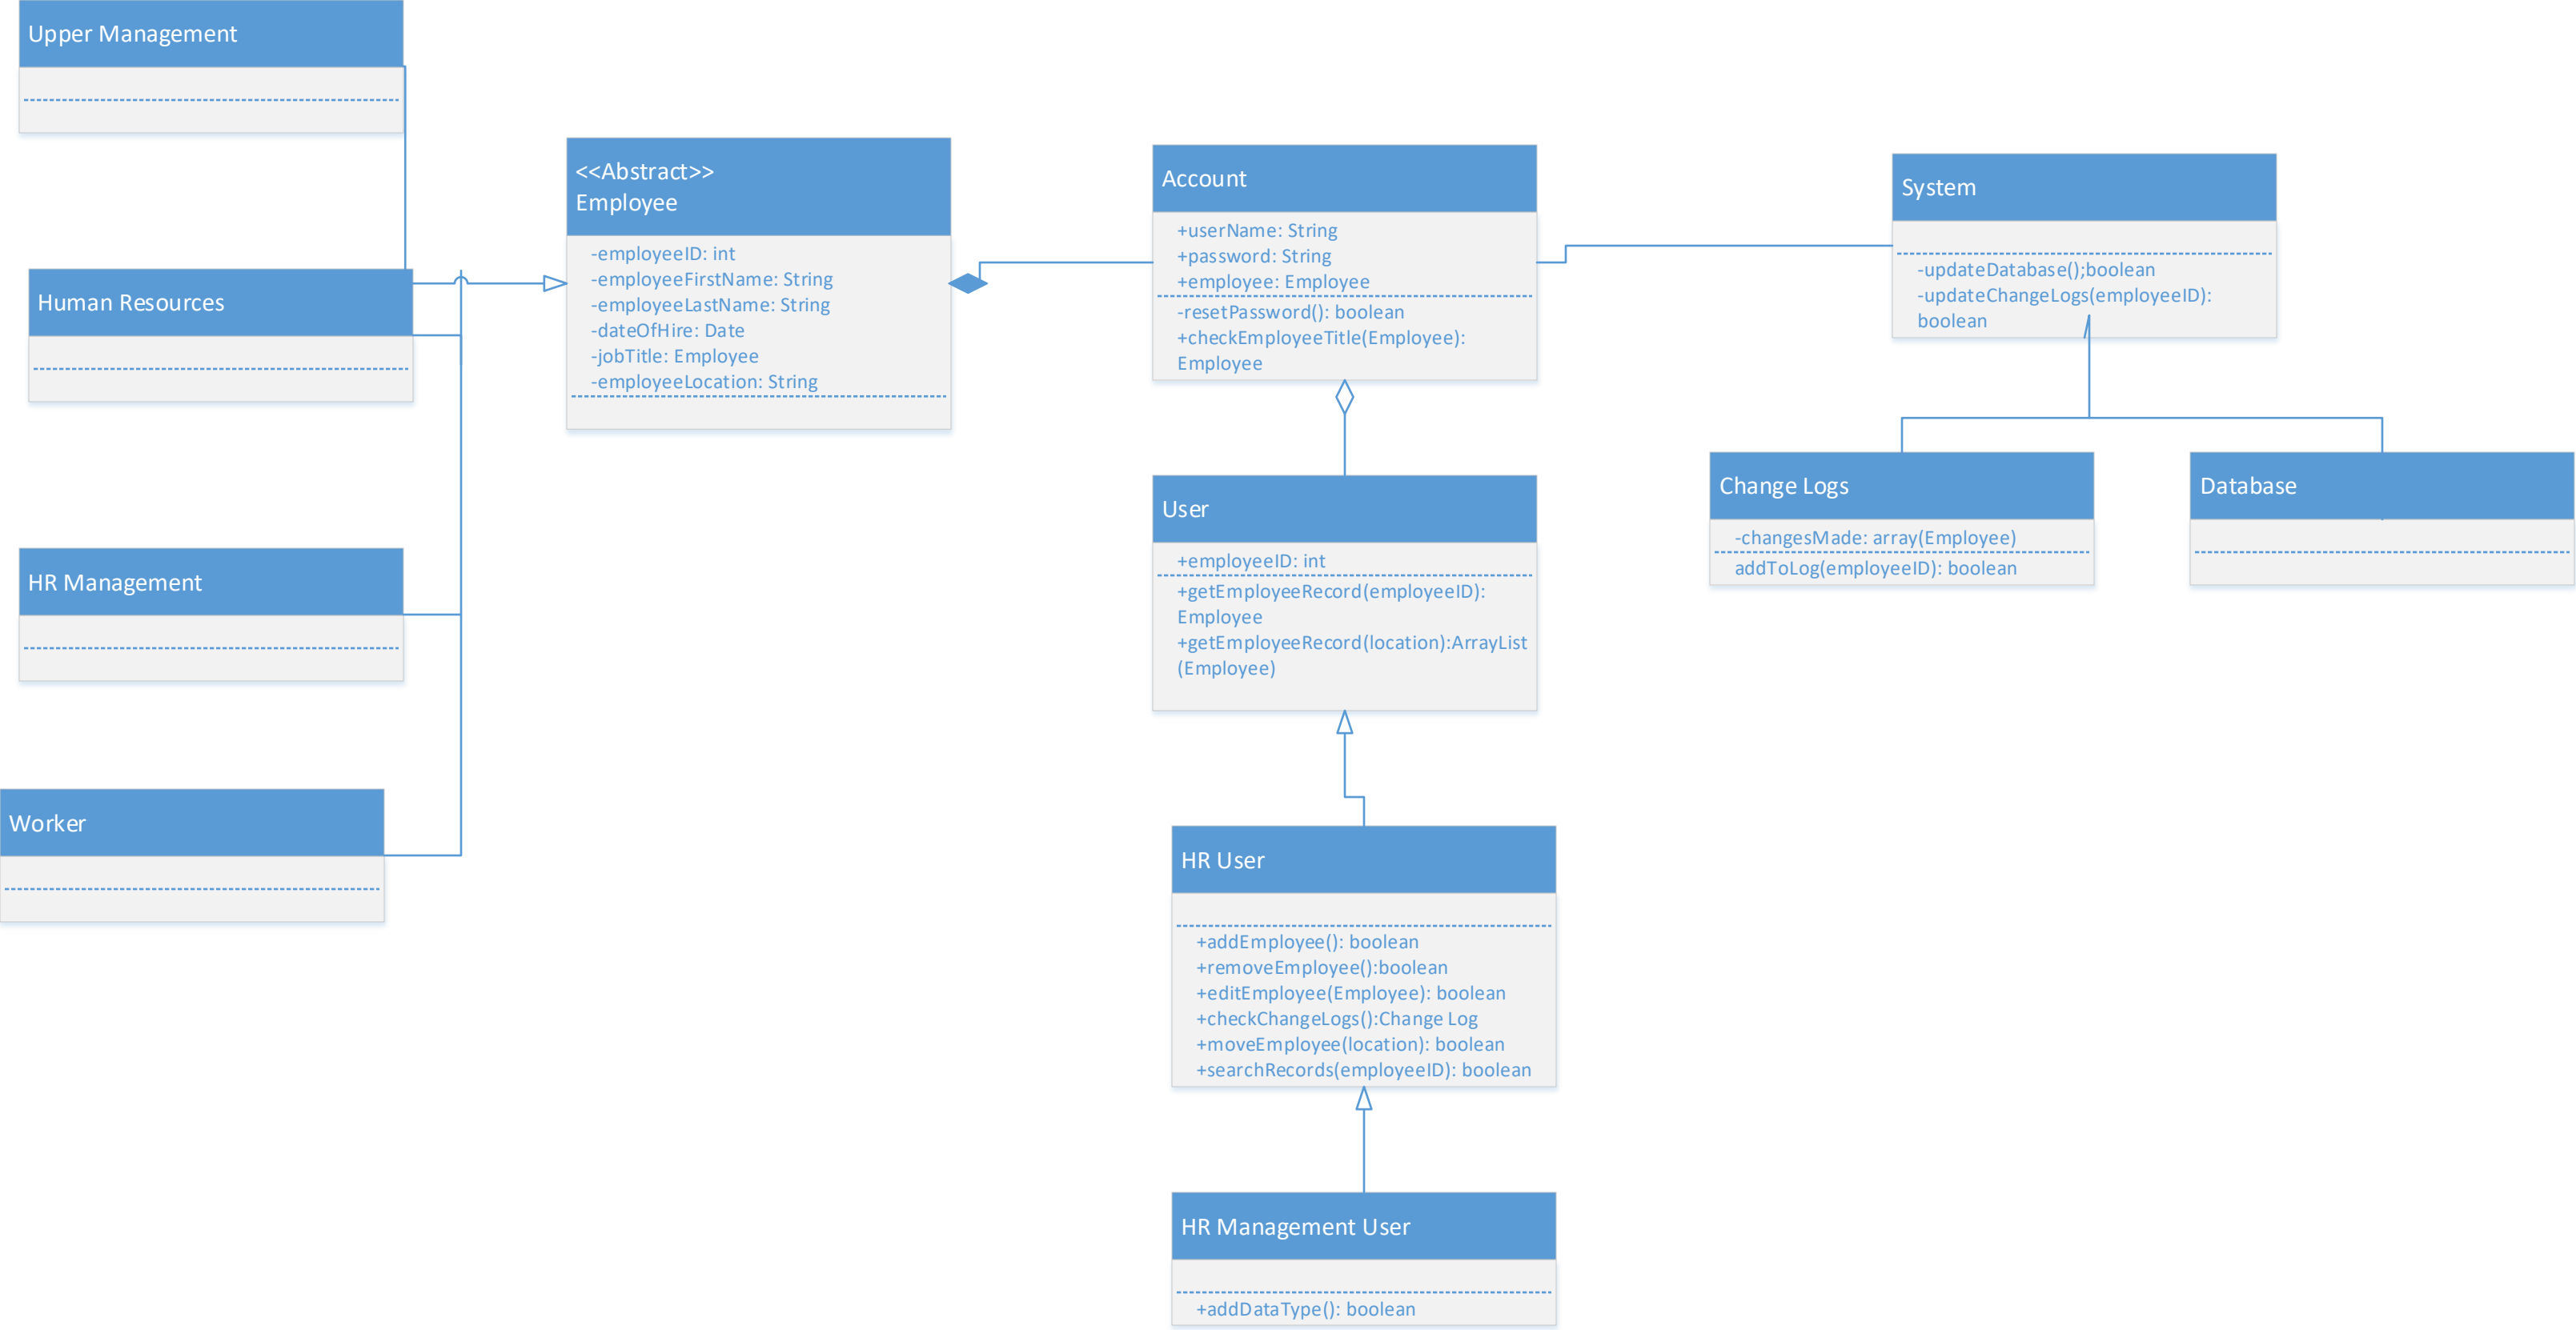 Upper Management
Human Resources
HR Management
Worker
<<Abstract>>
Employee
-employeeID: int
-employeeFirstName: String
-employeeLastName: String
-dateOfHire: Date
-jobTitle: Employee
-employeeLocation: String
Account
+userName: String
+password: String
+employee: Employee
-resetPassword(): boolean
+checkEmployeeTitle(Employee):
Employee
User
+employeeID: int
+getEmployeeRecord(employeeID):
Employee
+getEmployeeRecord(location):ArrayList
(Employee)
HR User
+addEmployee(): boolean
+removeEmployee():boolean
+editEmployee(Employee): boolean
+checkChangeLogs():Change Log
+moveEmployee(location): boolean
+searchRecords(employeeID): boolean
HR Management User
+addDataType(): boolean
System
-updateDatabase();boolean
-updateChangeLogs(employeeID):
boolean
Change Logs
-changesMade: array(Employee)
addToLog(employeeID): boolean
Database